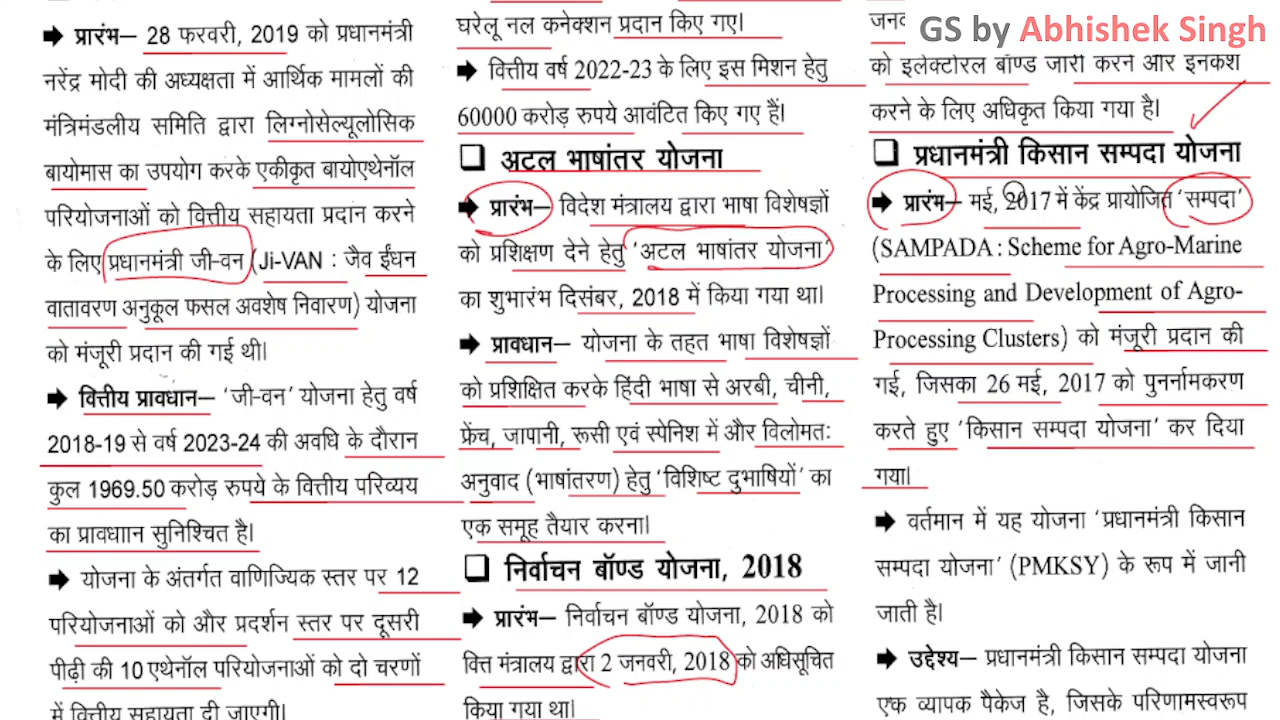 ➡ प्रारंभ– 28 फरवरी, 2019 को प्रधानमंत्री
नरेंद्र मोदी की अध्यक्षता में आर्थिक मामलों की
मंत्रिमंडलीय समिति द्वारा लिग्नोसेल्यूलोसिक
बायोमास का उपयोग करके एकीकृत बायोएथेनॉल
परियोजनाओं को वित्तीय सहायता प्रदान करने
के लिए प्रधानमंत्री जी-वन (Ji-VAN : जैव ईंधन
वातावरण अनुकूल फसल अवशेष निवारण) योजना
को मंजूरी प्रदान की गई थी।
➡ वित्तीय प्रावधान– ‘जी-वन’ योजना हेतु वर्ष
2018-19 से वर्ष 2023-24 की अवधि के दौरान
कुल 1969.50 करोड़ रुपये के वित्तीय परिव्यय
का प्रावधाान सुनिश्चित है।
➡ योजना के अंतर्गत वाणिज्यिक स्तर पर 12
परियोजनाओं को और प्रदर्शन स्तर पर दूसरी
पीढ़ी की 10 एथेनॉल परियोजनाओं को दो चरणों
में वित्तीय सहायता दी जाएगी।
घरेलू नल कनेक्शन प्रदान किए गए।
➡ वित्तीय वर्ष 2022-23 के लिए इस मिशन हेतु
60000 करोड़ रुपये आवंटित किए गए हैं।
❑ अटल भाषांतर योजना
➡ प्रारंभ– विदेश मंत्रालय द्वारा भाषा विशेषज्ञों
को प्रशिक्षण देने हेतु ‘अटल भाषांतर योजना’
का शुभारंभ दिसंबर, 2018 में किया गया था।
➡ प्रावधान– योजना के तहत भाषा विशेषज्ञों
को प्रशिक्षित करके हिंदी भाषा से अरबी, चीनी,
फ्रेंच, जापानी, रूसी एवं स्पेनिश में और विलोमतः
अनुवाद (भाषांतरण) हेतु ‘विशिष्ट दुभाषियों’ का
एक समूह तैयार करना।
❑ निर्वाचन बॉण्ड योजना, 2018
➡ प्रारंभ– निर्वाचन बॉण्ड योजना, 2018 को
वित्त मंत्रालय द्वारा 2 जनवरी, 2018 को अधिसूचित
किया गया था।
GS by Abhishek Singh
को इलेक्टोरल बॉण्ड जारी करने और इनकश
करने के लिए अधिकृत किया गया है।
❑ प्रधानमंत्री किसान सम्पदा योजना
➡ प्रारंभ– मई, 2017 में केंद्र प्रायोजित ‘सम्पदा’
(SAMPADA : Scheme for Agro-Marine
Processing and Development of Agro-
Processing Clusters) को मंजूरी प्रदान की
गई, जिसका 26 मई, 2017 को पुनर्नामकरण
करते हुए ‘किसान सम्पदा योजना’ कर दिया
गया।
➡ वर्तमान में यह योजना ‘प्रधानमंत्री किसान
सम्पदा योजना’ (PMKSY) के रूप में जानी
जाती है।
➡ उद्देश्य– प्रधानमंत्री किसान सम्पदा योजना
एक व्यापक पैकेज है, जिसके परिणामस्वरूप